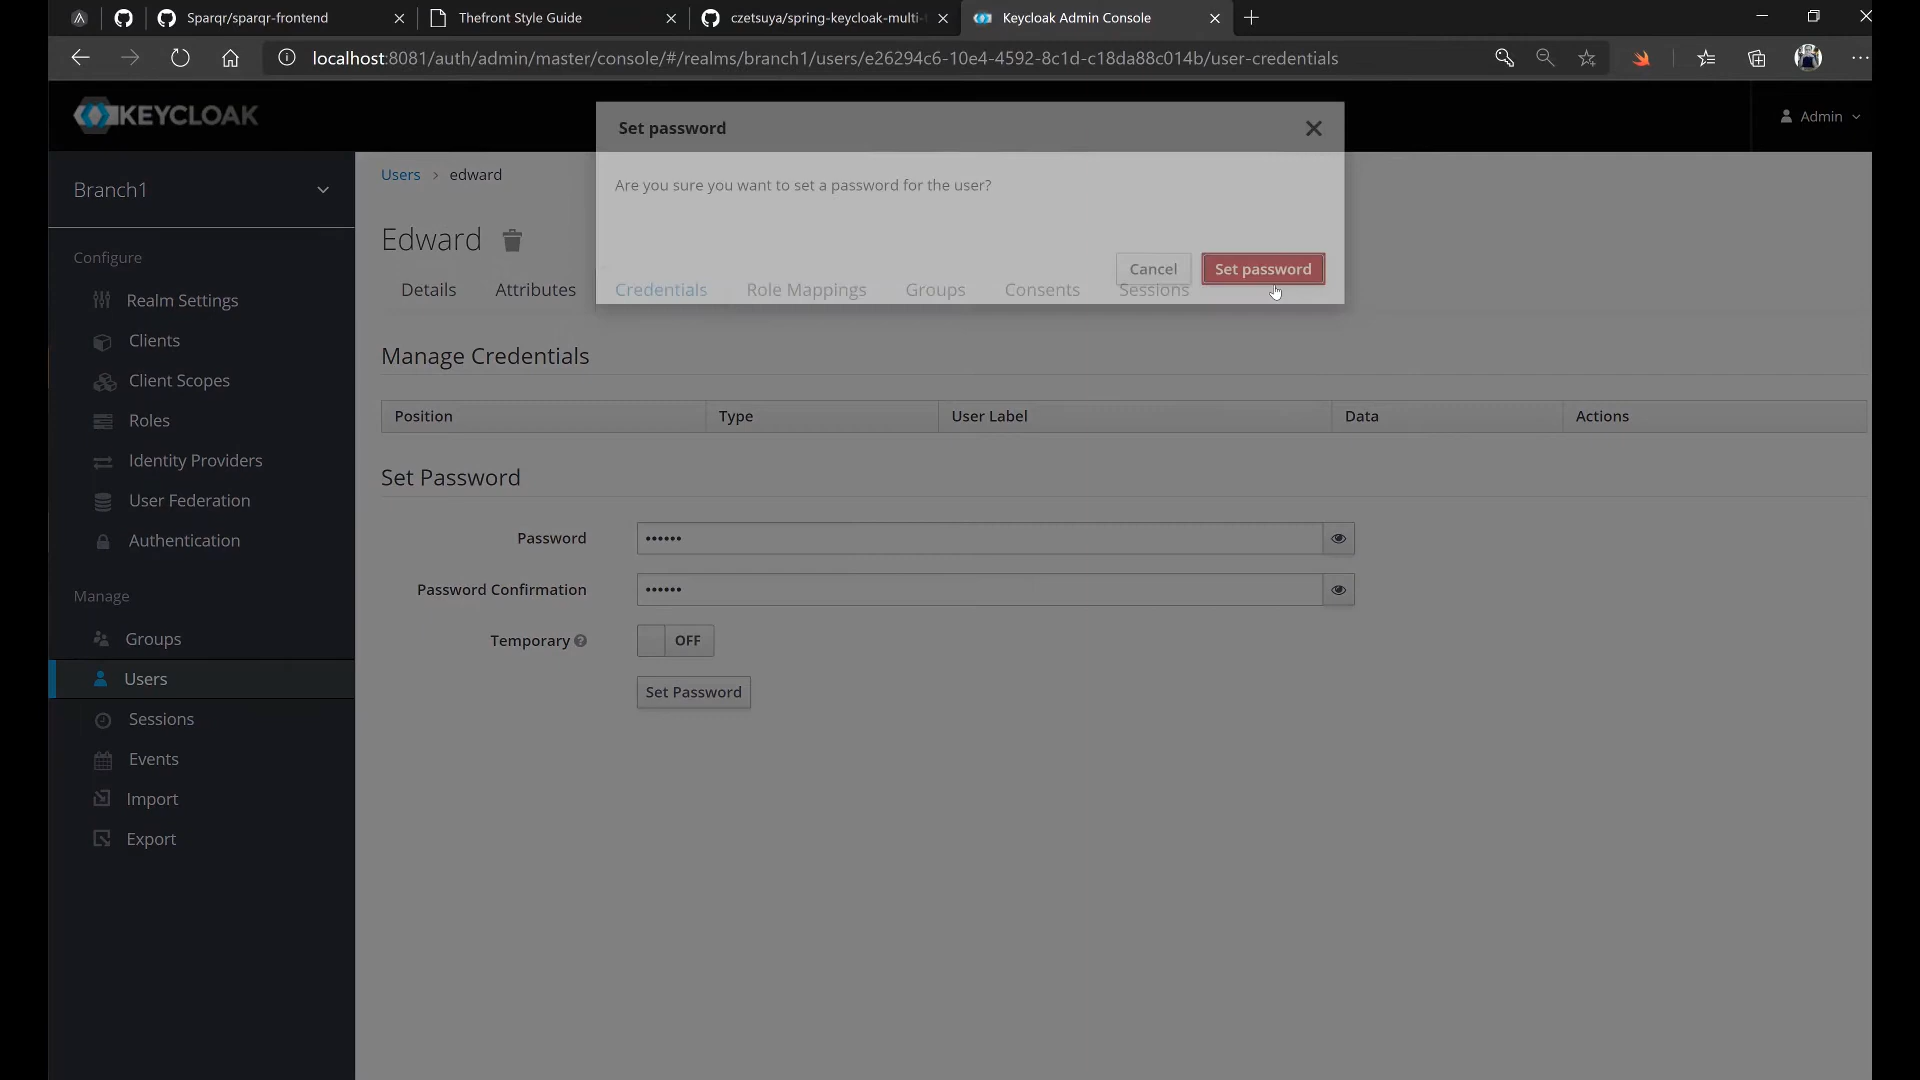 Sparqr/sparqr-frontend
Thefront Style Guide
czetsuya/spring-keycloak-multi-
Keycloak Admin Console
localhost:8081/auth/admin/master/console/#/realms/branch1/users/e26294c6-10e4-4592-8c1d-c18da88c014b/user-credentials
KEYCLOAK
Set password
Admin
Branch1
Users > edward
Are you sure you want to set a password for the user?
Edward
Configure
Cancel
Set password
Details
Attributes
Credentials
Role Mappings
Groups
Consents
Sessions
Realm Settings
Clients
Client Scopes
Roles
Identity Providers
User Federation
Authentication
Manage
Groups
Users
Sessions
Events
Import
Export
Manage Credentials
Position
Type
User Label
Data
Actions
Set Password
Password
••••••
Password Confirmation
••••••
Temporary
OFF
Set Password